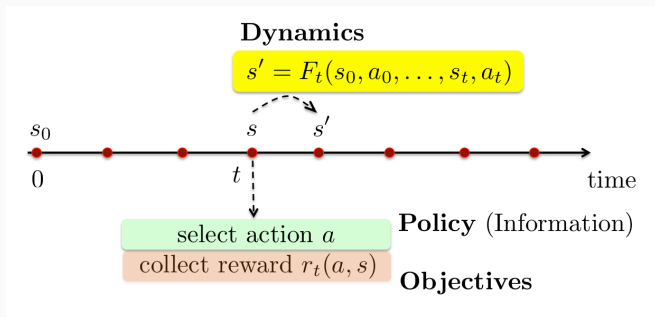 Dynamics
s′ = F_t(s_0, a_0, . . . , s_t, a_t)
s_0 s s′
0 t time
select action a Policy (Information)
collect reward r_t(a, s) Objectives